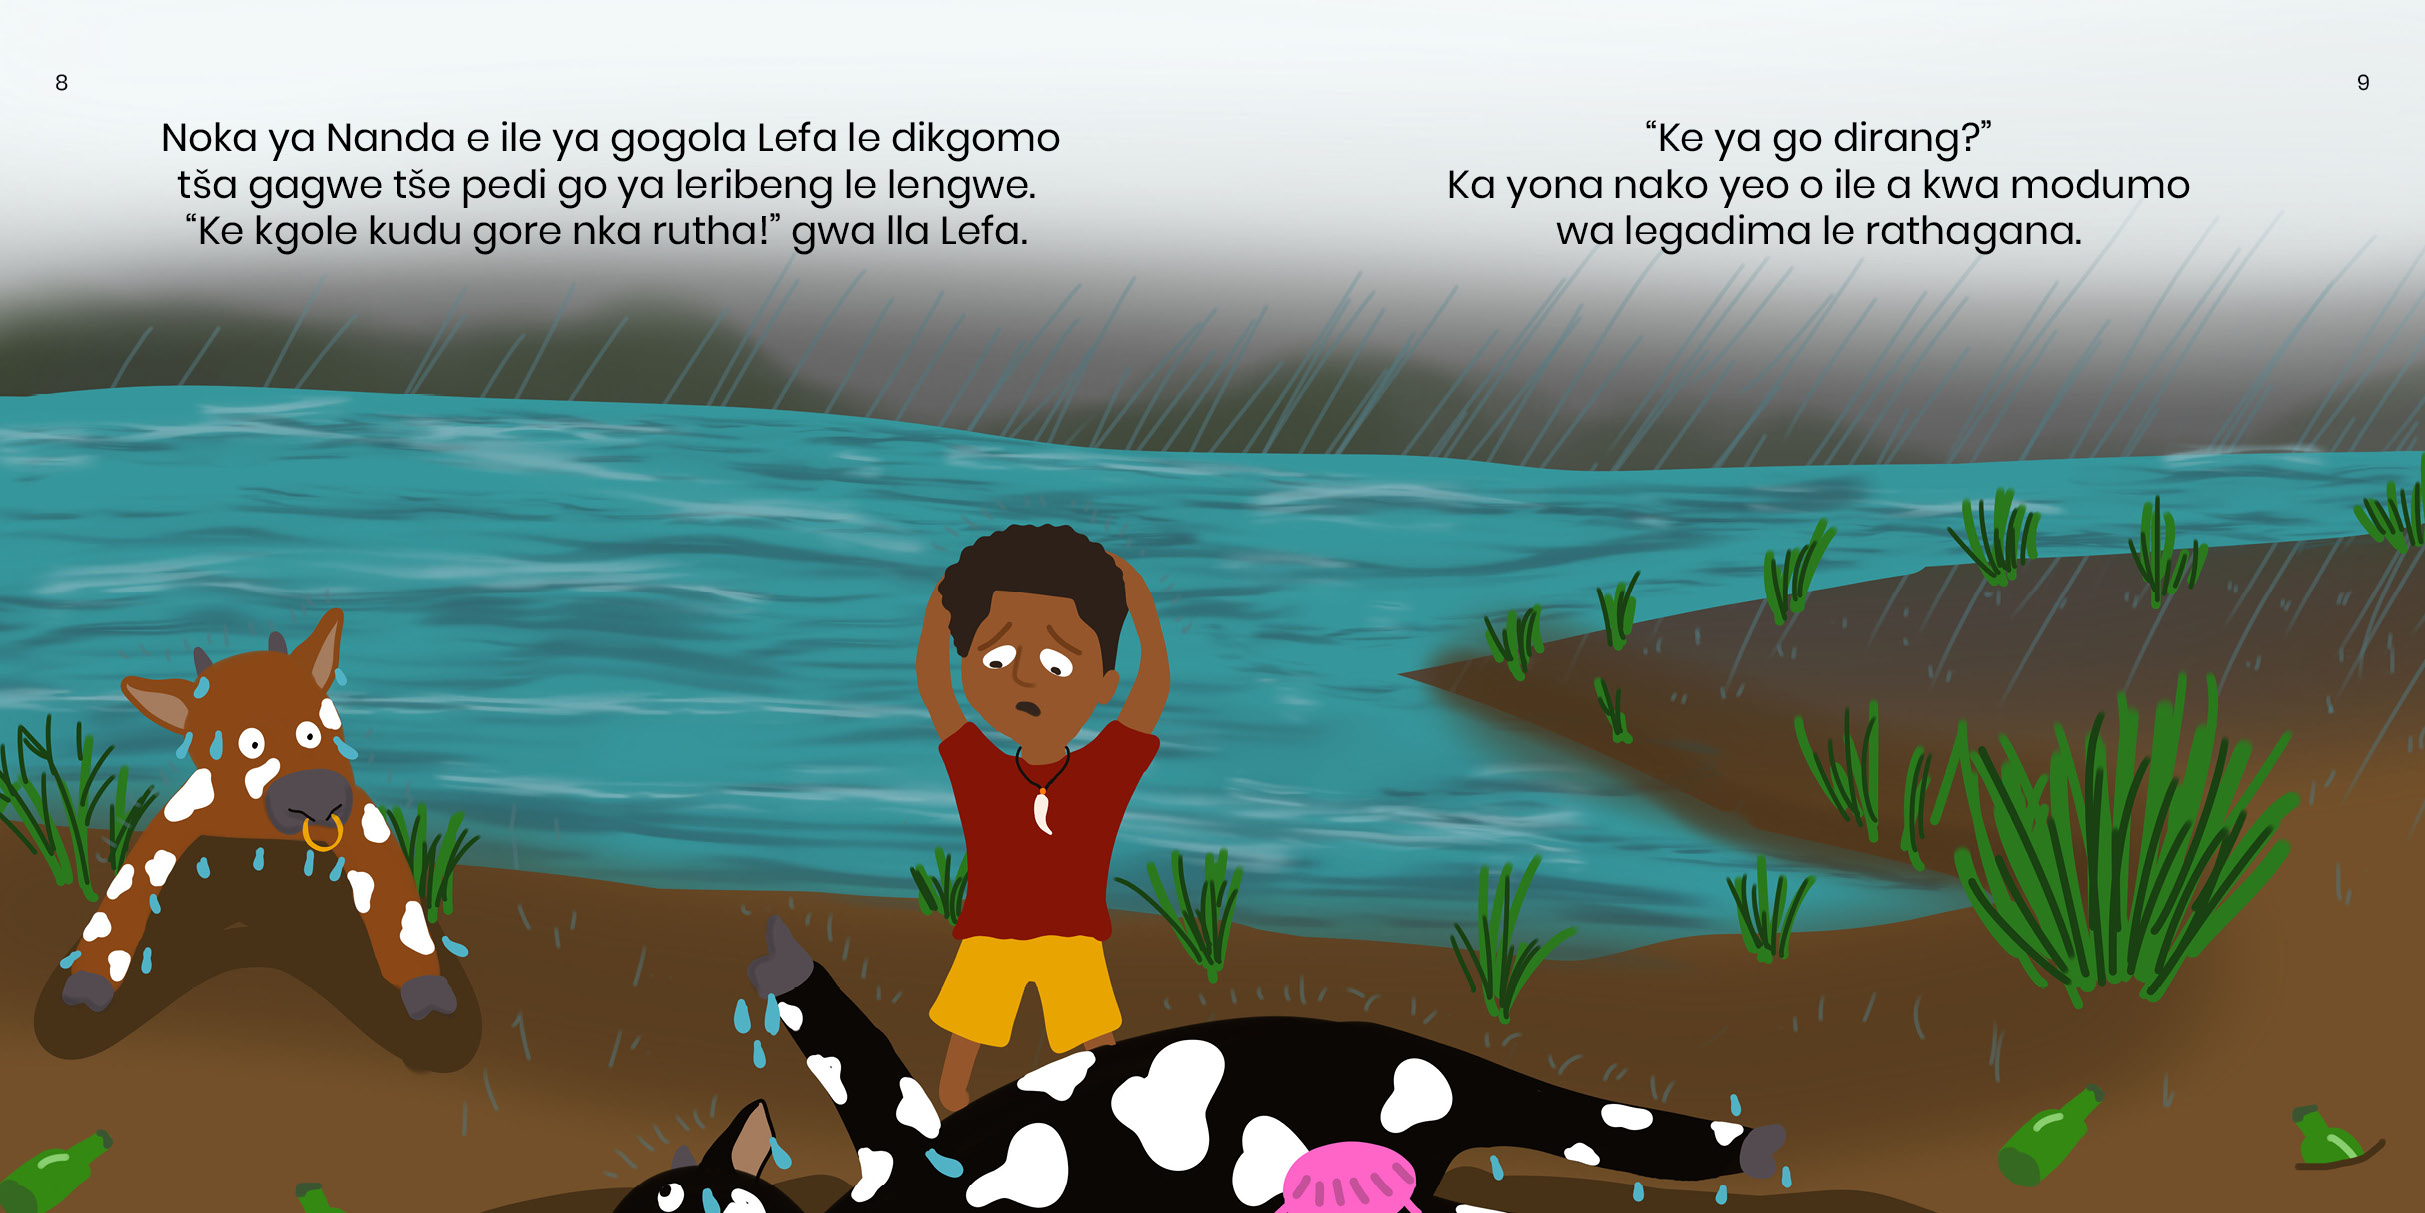 8
Noka ya Nanda e ile ya gogola Lefa le dikgomo
tša gagwe tše pedi go ya leribeng le lengwe.
“Ke kgole kudu gore nka rutha!” gwa lla Lefa.
9
“Ke ya go dirang?”
Ka yona nako yeo o ile a kwa modumo
wa legadima le rathagana.